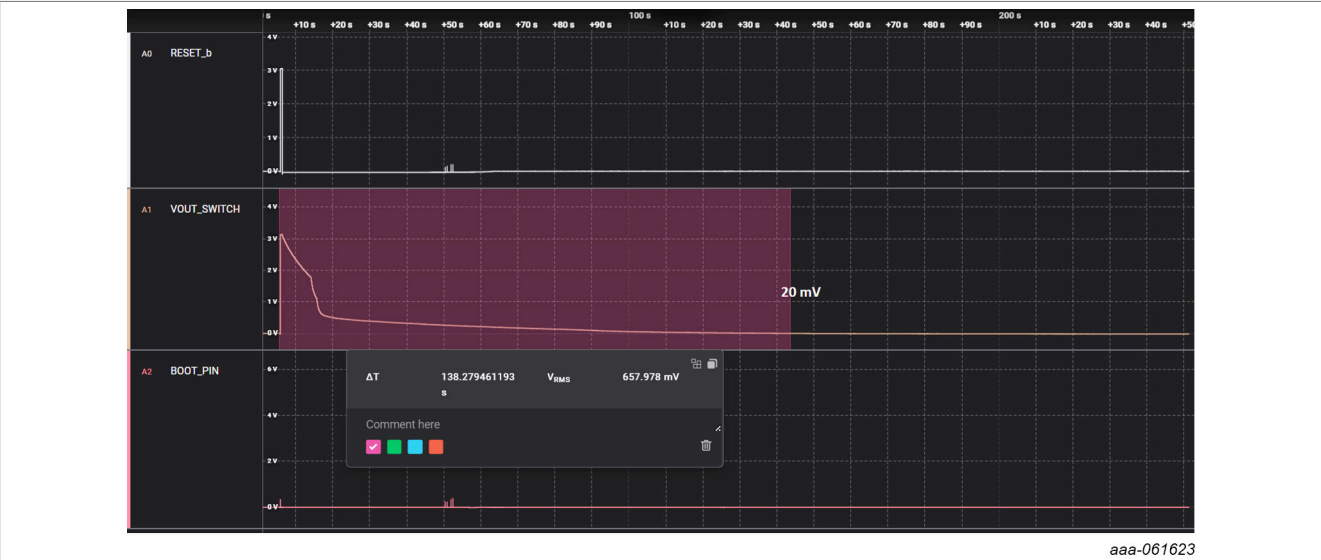 s 100 s 200 s
+10 s +20 s +30 s +40 s +50 s +60 s +70 s +80 s +90 s +10 s +20 s +30 s +40 s +50 s +60 s +70 s +80 s +90 s +10 s +20 s +30 s +40 s +50
A0 RESET_b
4 V
3 V
2 V
1 V
0 V
A1 VOUT_SWITCH
4 V
3 V
2 V
1 V
0 V
20 mV
A2 BOOT_PIN
6 V
4 V
2 V
0 V
ΔT 138.279461193 s VRMS 657.978 mV
Comment here
aaa-061623